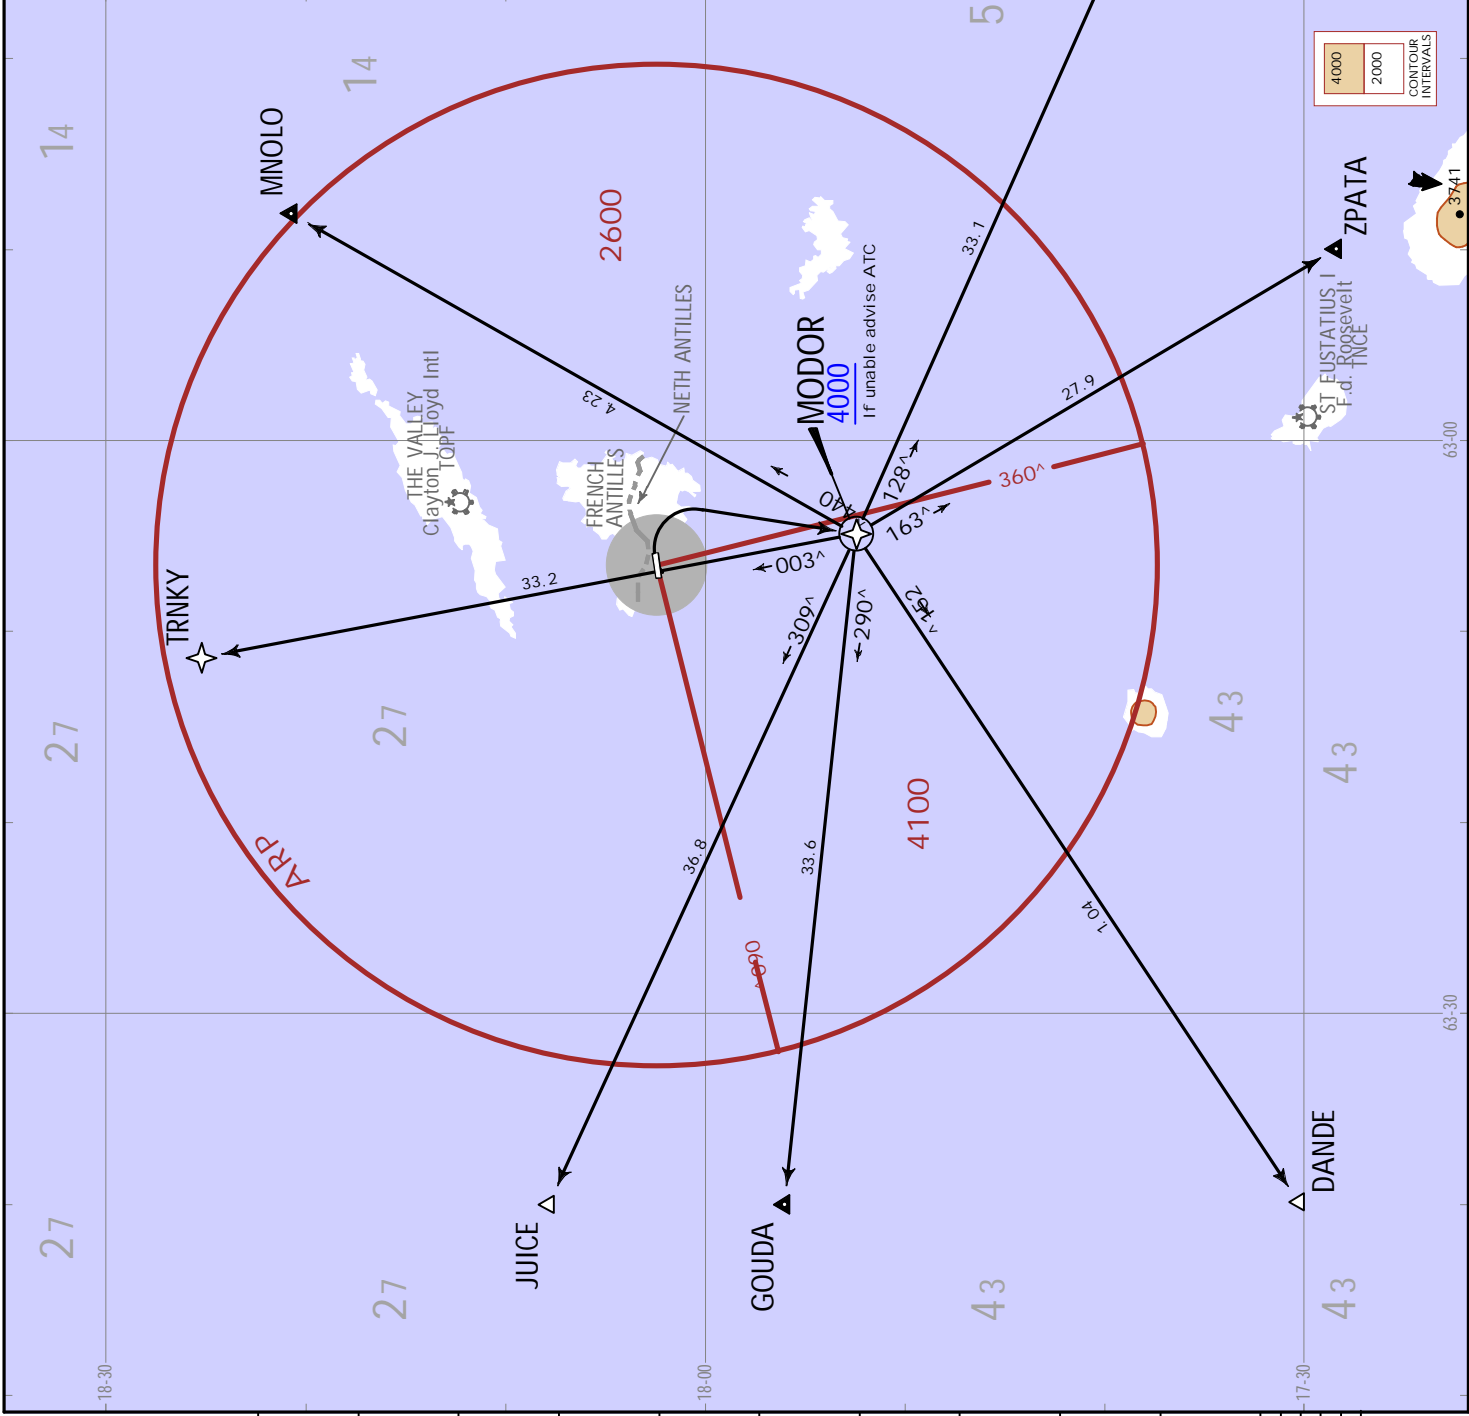 14
14
5
4000
2000
CONTOUR
INTERVALS
MNOLO
2600
ZPATA
3741
TRNKY
THE VALLEY
Clayton J.Lloyd Intl
TQPF
NETH ANTILLES
FRENCH
ANTILLES
MODOR
4000
If unable advise ATC
33.1
27.9
ST EUSTATIUS I
F.d. Roosevelt
TNCE
63-00
4.23
33.2
044^
128^
163^
360^
003^
309^
290^
152^
27
27
43
43
ARP
36.8
33.6
4100
1.04
090^
63-30
27
27
JUICE
GOUDA
DANDE
43
43
18-30
18-00
17-30